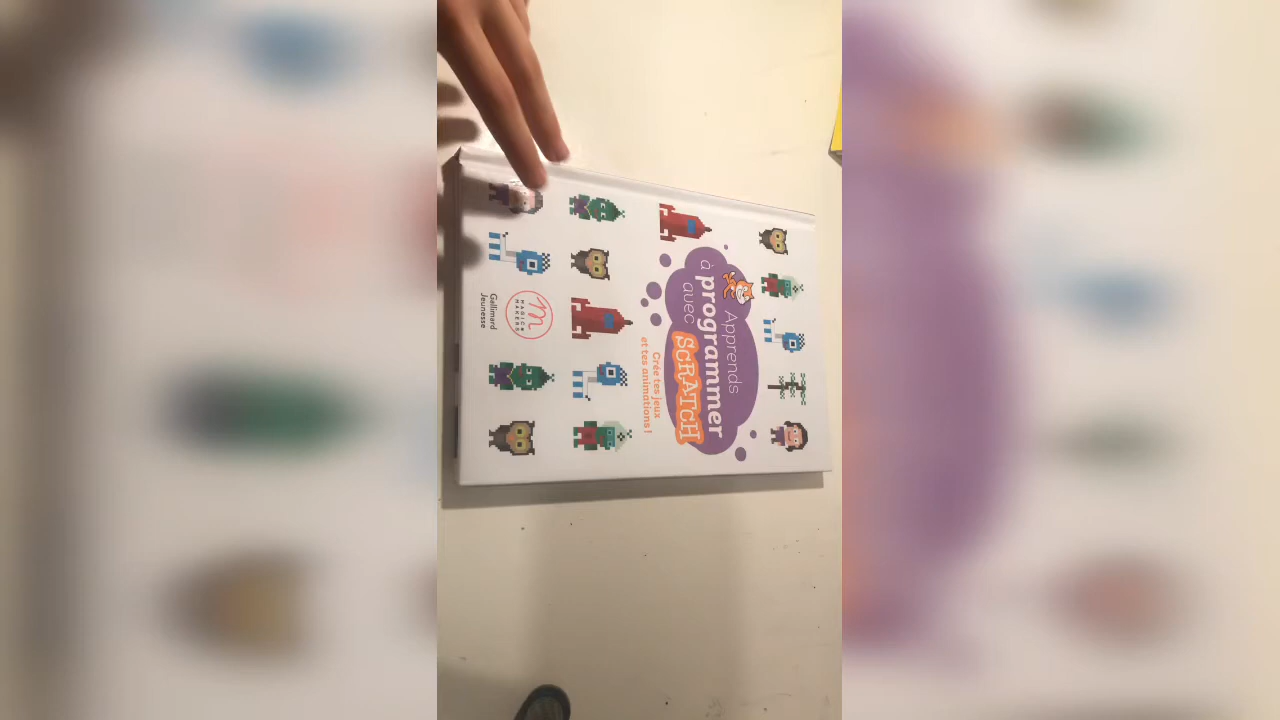 Apprends
à programmer
avec SCRATCH
Crée tes jeux
et tes animations !
m
MAGIC
MAKERS
Gallimard
Jeunesse